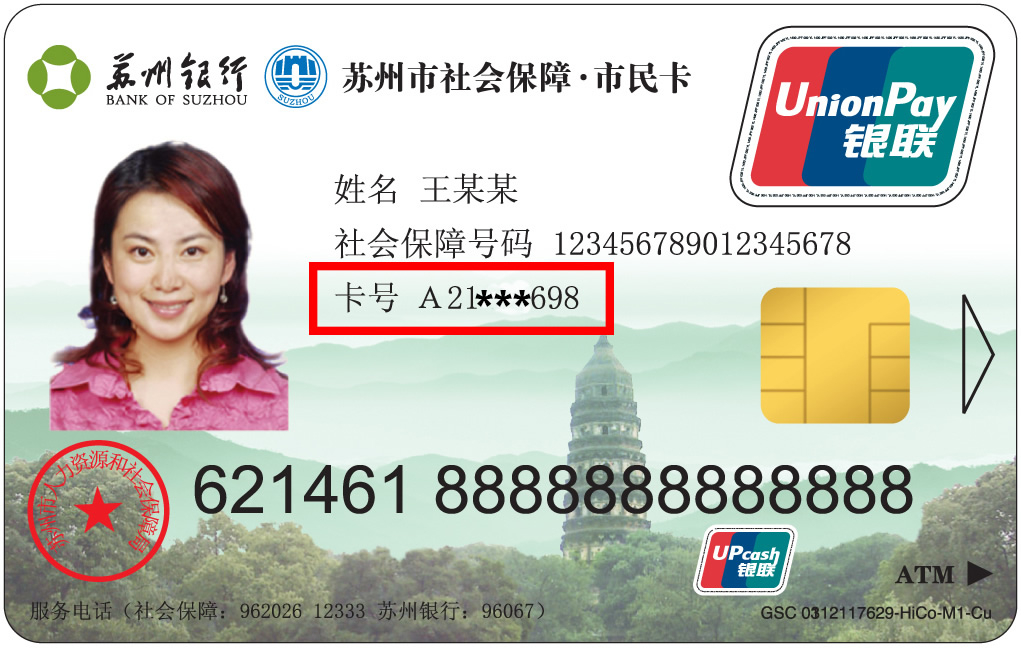 苏州银行
BANK OF SUZHOU
SUZHOU
苏州市社会保障·市民卡
UnionPay
银联
姓名 王某某
社会保障号码 123456789012345678
卡号 A21***698
苏州市人力资源和社会保障局
621461 8888888888888
UPcash
银联
ATM
服务电话（社会保障：962026 12333 苏州银行：96067）
GSC 0312117629-HiCo-M1-Cu